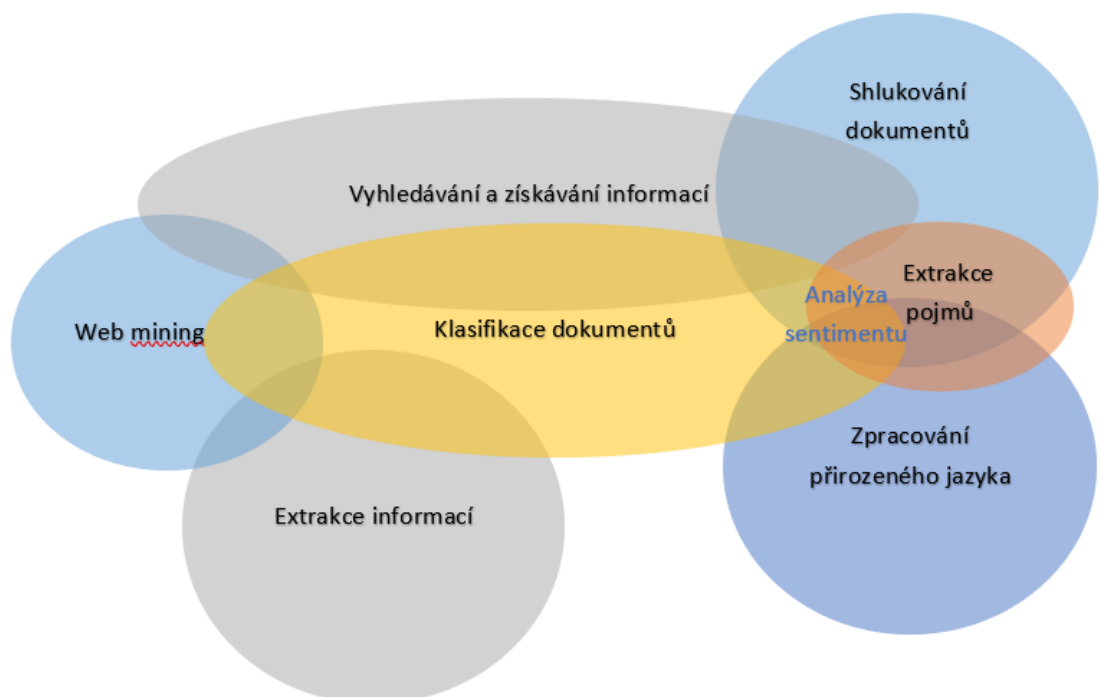 Shlukování
dokumentů
Vyhledávání a získávání informací
Extrakce
pojmů
Analýza
sentimentu
Web mining
Klasifikace dokumentů
Zpracování
přirozeného jazyka
Extrakce informací